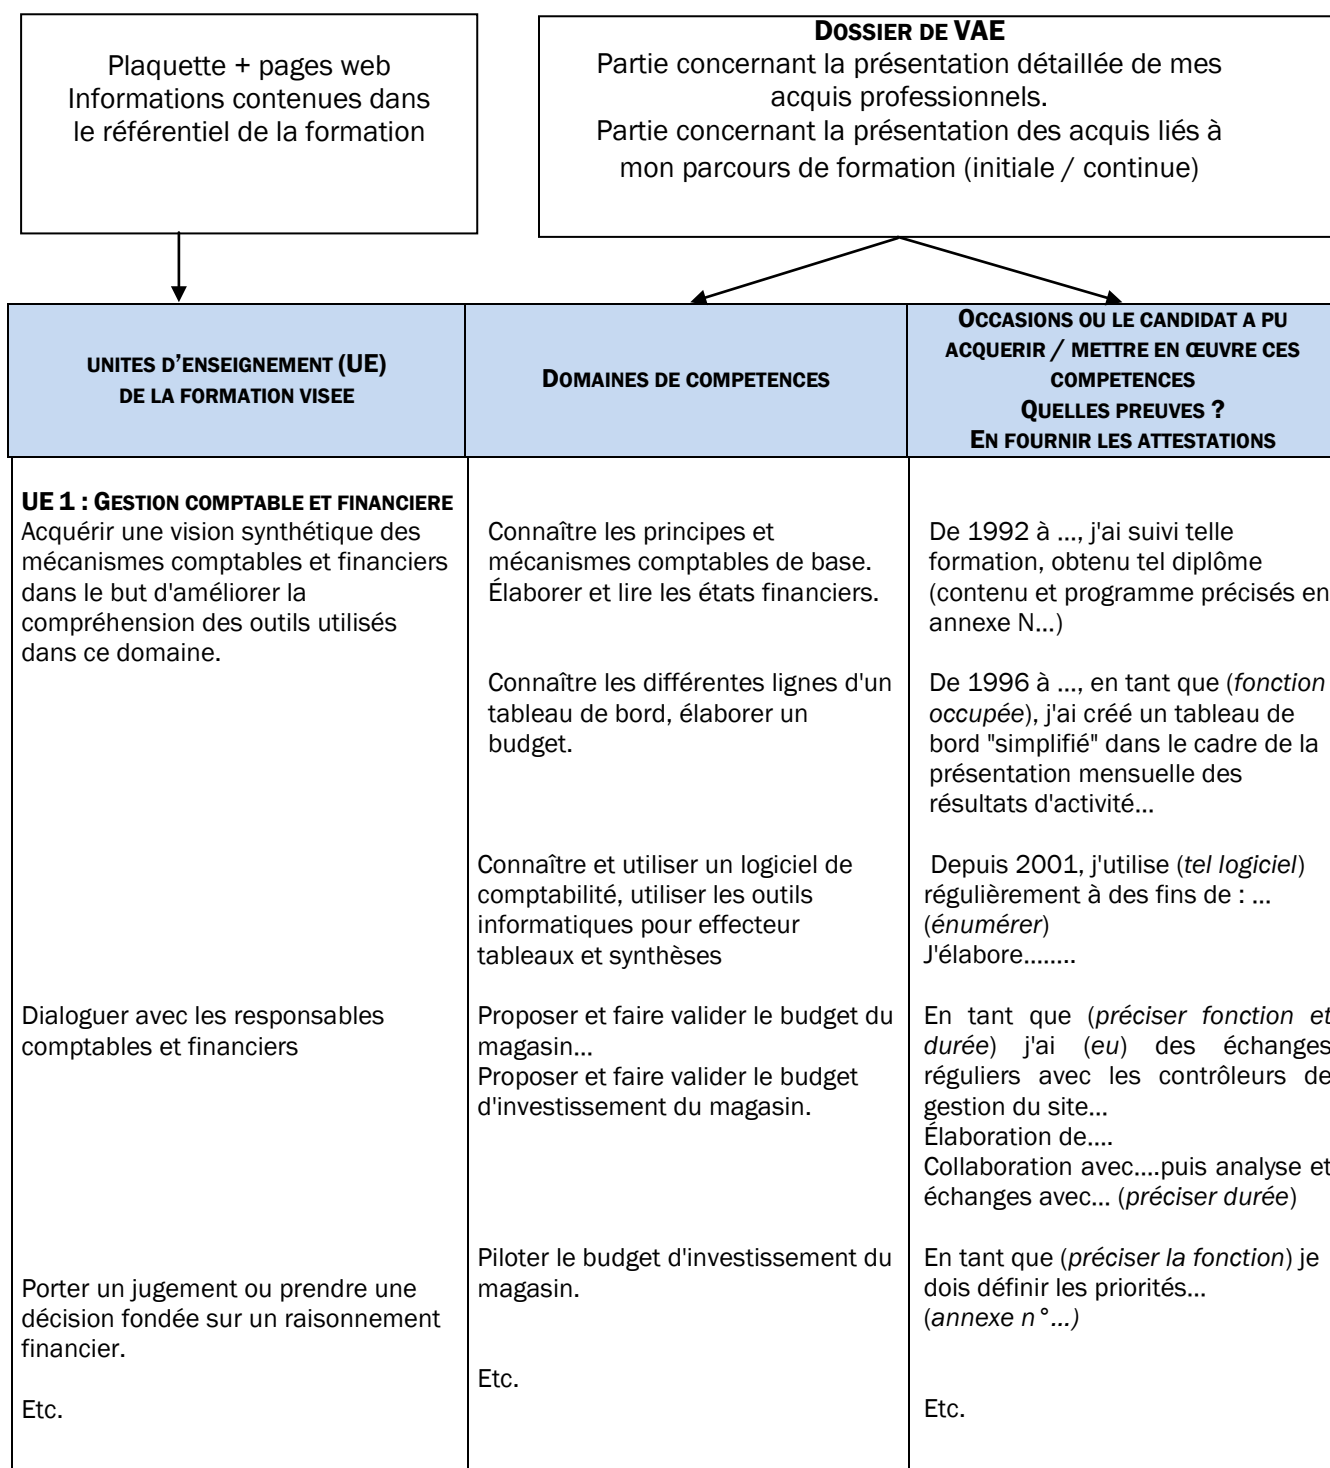 Plaquette + pages web
Informations contenues dans
le référentiel de la formation
DOSSIER DE VAE
Partie concernant la présentation détaillée de mes
acquis professionnels.
Partie concernant la présentation des acquis liés à
mon parcours de formation (initiale / continue)
UNITES D'ENSEIGNEMENT (UE)
DE LA FORMATION VISEE
DOMAINES DE COMPETENCES
OCCASIONS OU LE CANDIDAT A PU
ACQUERIR / METTRE EN ŒUVRE CES
COMPETENCES
QUELLES PREUVES ?
EN FOURNIR LES ATTESTATIONS
UE 1 : GESTION COMPTABLE ET FINANCIERE
Acquérir une vision synthétique des
mécanismes comptables et financiers
dans le but d'améliorer la
compréhension des outils utilisés
dans ce domaine.
Connaître les principes et
mécanismes comptables de base.
Élaborer et lire les états financiers.
De 1992 à ..., j'ai suivi telle
formation, obtenu tel diplôme
(contenu et programme précisés en
annexe N...)
Connaître les différentes lignes d'un
tableau de bord, élaborer un
budget.
De 1996 à ..., en tant que (fonction
occupée), j'ai créé un tableau de
bord "simplifié" dans le cadre de la
présentation mensuelle des
résultats d'activité...
Connaître et utiliser un logiciel de
comptabilité, utiliser les outils
informatiques pour effecteur
tableaux et synthèses
Depuis 2001, j'utilise (tel logiciel)
régulièrement à des fins de : ...
(énumérer)
J'élabore........
Dialoguer avec les responsables
comptables et financiers
Proposer et faire valider le budget du
magasin...
Proposer et faire valider le budget
d'investissement du magasin.
En tant que (préciser fonction et
durée) j'ai (eu) des échanges
réguliers avec les contrôleurs de
gestion du site...
Élaboration de....
Collaboration avec....puis analyse et
échanges avec... (préciser durée)
Porter un jugement ou prendre une
décision fondée sur un raisonnement
financier.
Piloter le budget d'investissement du
magasin.
En tant que (préciser la fonction) je
dois définir les priorités...
(annexe n°...)
Etc.
Etc.
Etc.